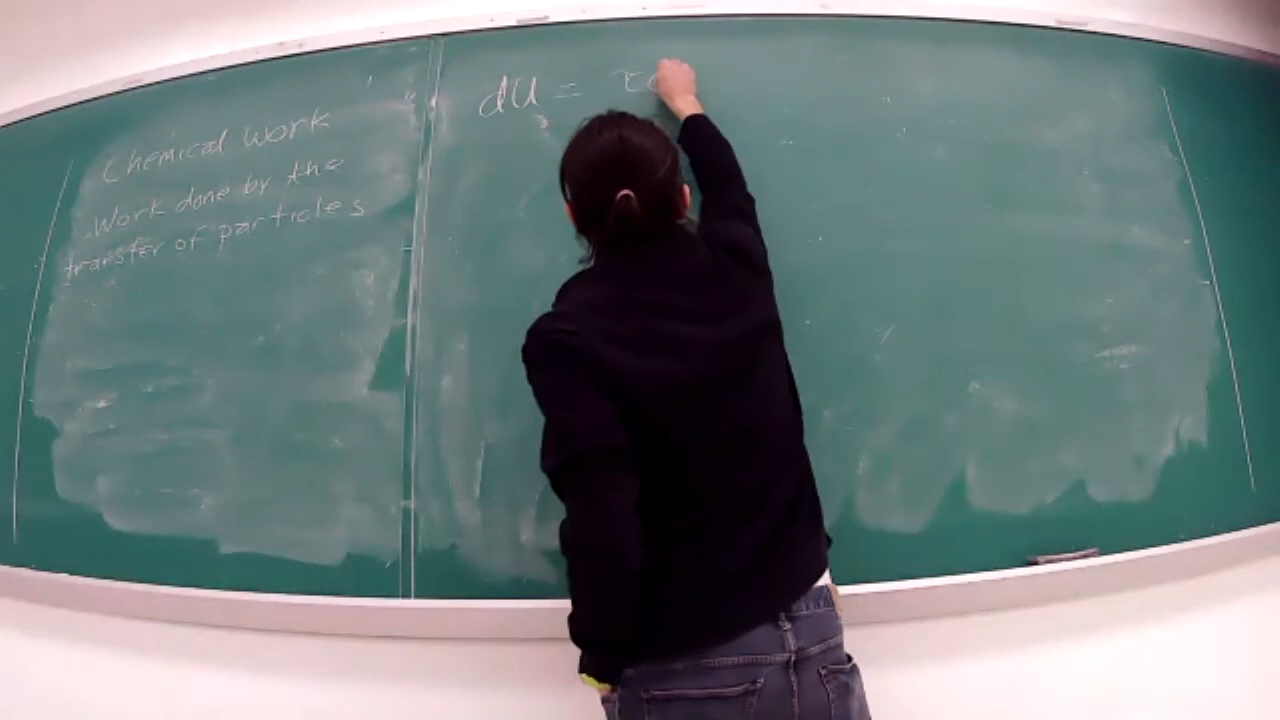 Chemical work
Work done by the
transfer of particles
dU = τ